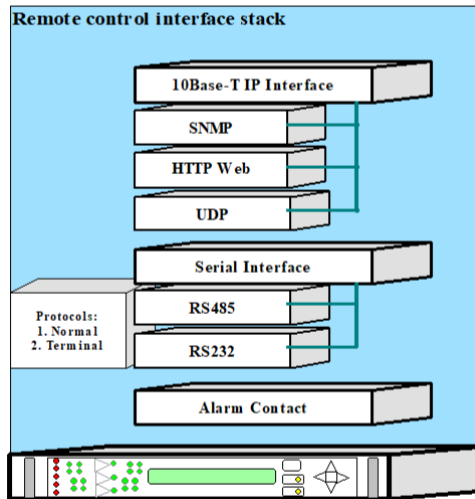 Remote control interface stack
10Base-T IP Interface
SNMP
HTTP Web
UDP
Serial Interface
Protocols:
1. Normal
2. Terminal
RS485
RS232
Alarm Contact